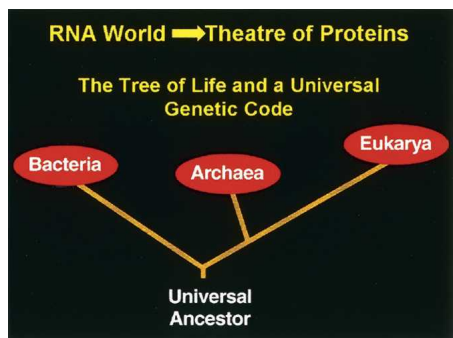 RNA World ➡Theatre of Proteins
The Tree of Life and a Universal
Genetic Code
Bacteria
Archaea
Eukarya
Universal
Ancestor